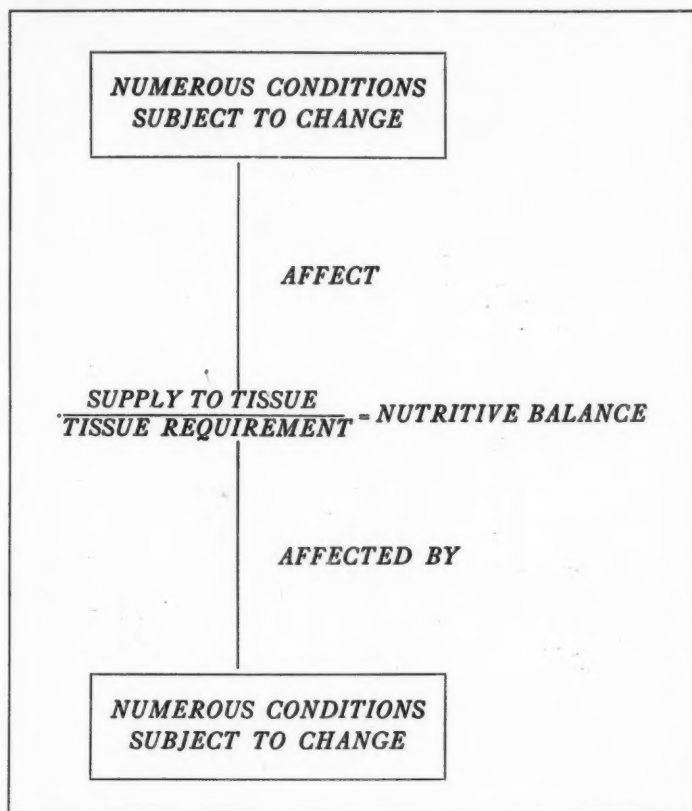 NUMEROUS CONDITIONS
SUBJECT TO CHANGE
AFFECT
SUPPLY TO TISSUE
TISSUE REQUIREMENT = NUTRITIVE BALANCE
AFFECTED BY
NUMEROUS CONDITIONS
SUBJECT TO CHANGE